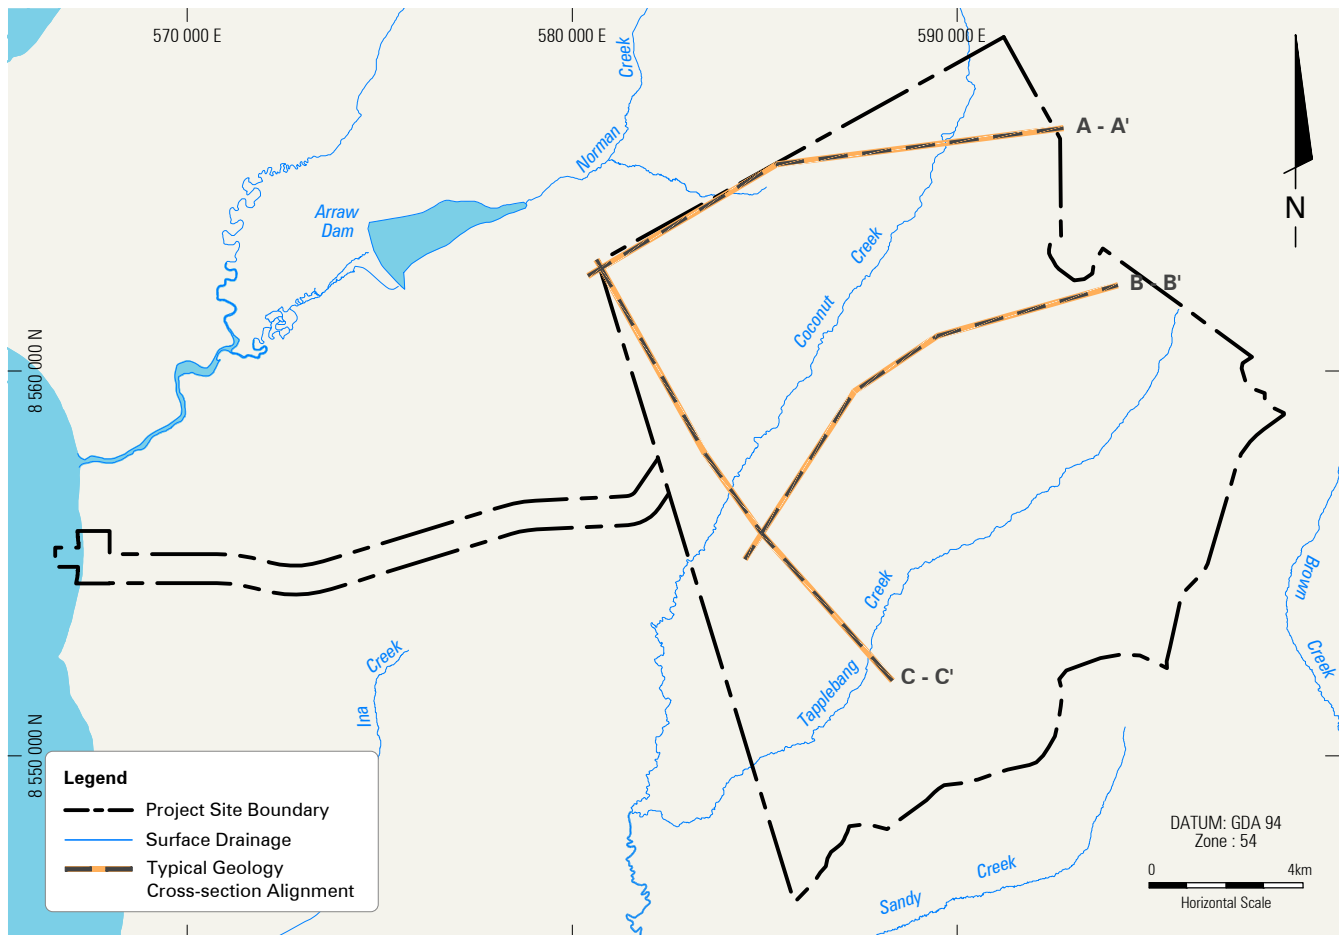 570 000 E
580 000 E
590 000 E
Norman
Creek
A - A'
Arraw
Dam
N
Coconut
Creek
B - B'
8 560 000 N
Brown
Creek
Tapplebang
Creek
C - C'
Ina
Creek
8 550 000 N
Sandy
Creek
Legend
Project Site Boundary
Surface Drainage
Typical Geology
Cross-section Alignment
DATUM: GDA 94
Zone : 54
0 4km
Horizontal Scale